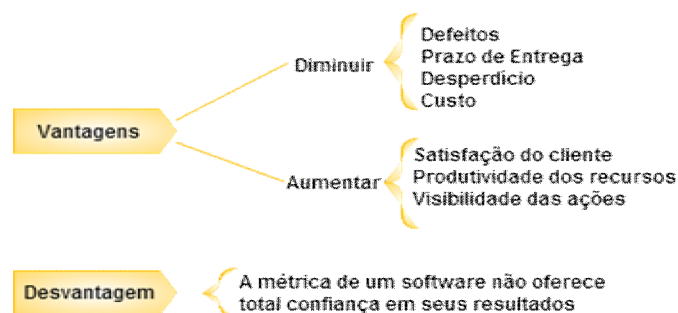 Vantagens
Diminuir
Defeitos
Prazo de Entrega
Desperdício
Custo
Aumentar
Satisfação do cliente
Produtividade dos recursos
Visibilidade das ações
Desvantagem
A métrica de um software não oferece
total confiança em seus resultados